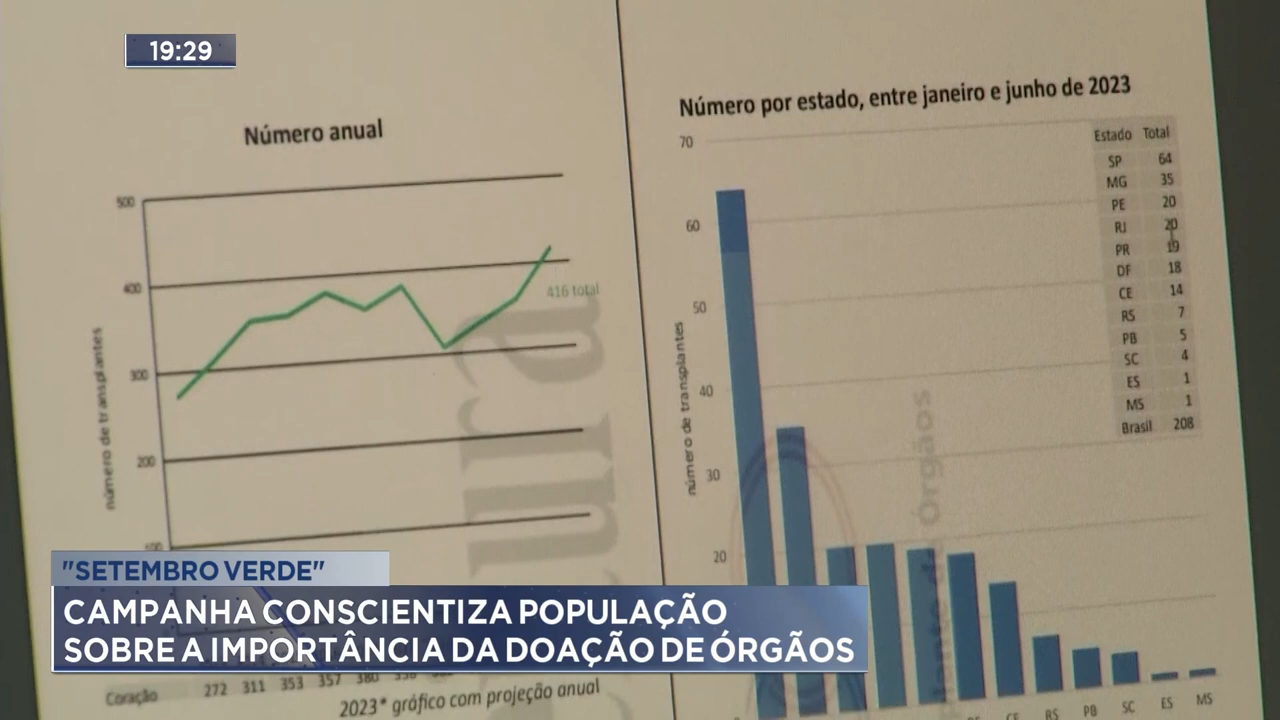 19:29
Número anual
500
400
300
200
100
número de transplantes
416 total
Coração 272 311 353 357 380
2023* gráfico com projeção anual
Número por estado, entre janeiro e junho de 2023
70
60
50
40
30
20
número de transplantes
Estado Total
SP 64
MG 35
PE 20
RJ 20
PR 19
DF 18
CE 14
RS 7
PB 5
SC 4
ES 1
MS 1
Brasil 208
CE RS PB SC ES MS
de órgãos
"SETEMBRO VERDE"
CAMPANHA CONSCIENTIZA POPULAÇÃO
SOBRE A IMPORTÂNCIA DA DOAÇÃO DE ÓRGÃOS